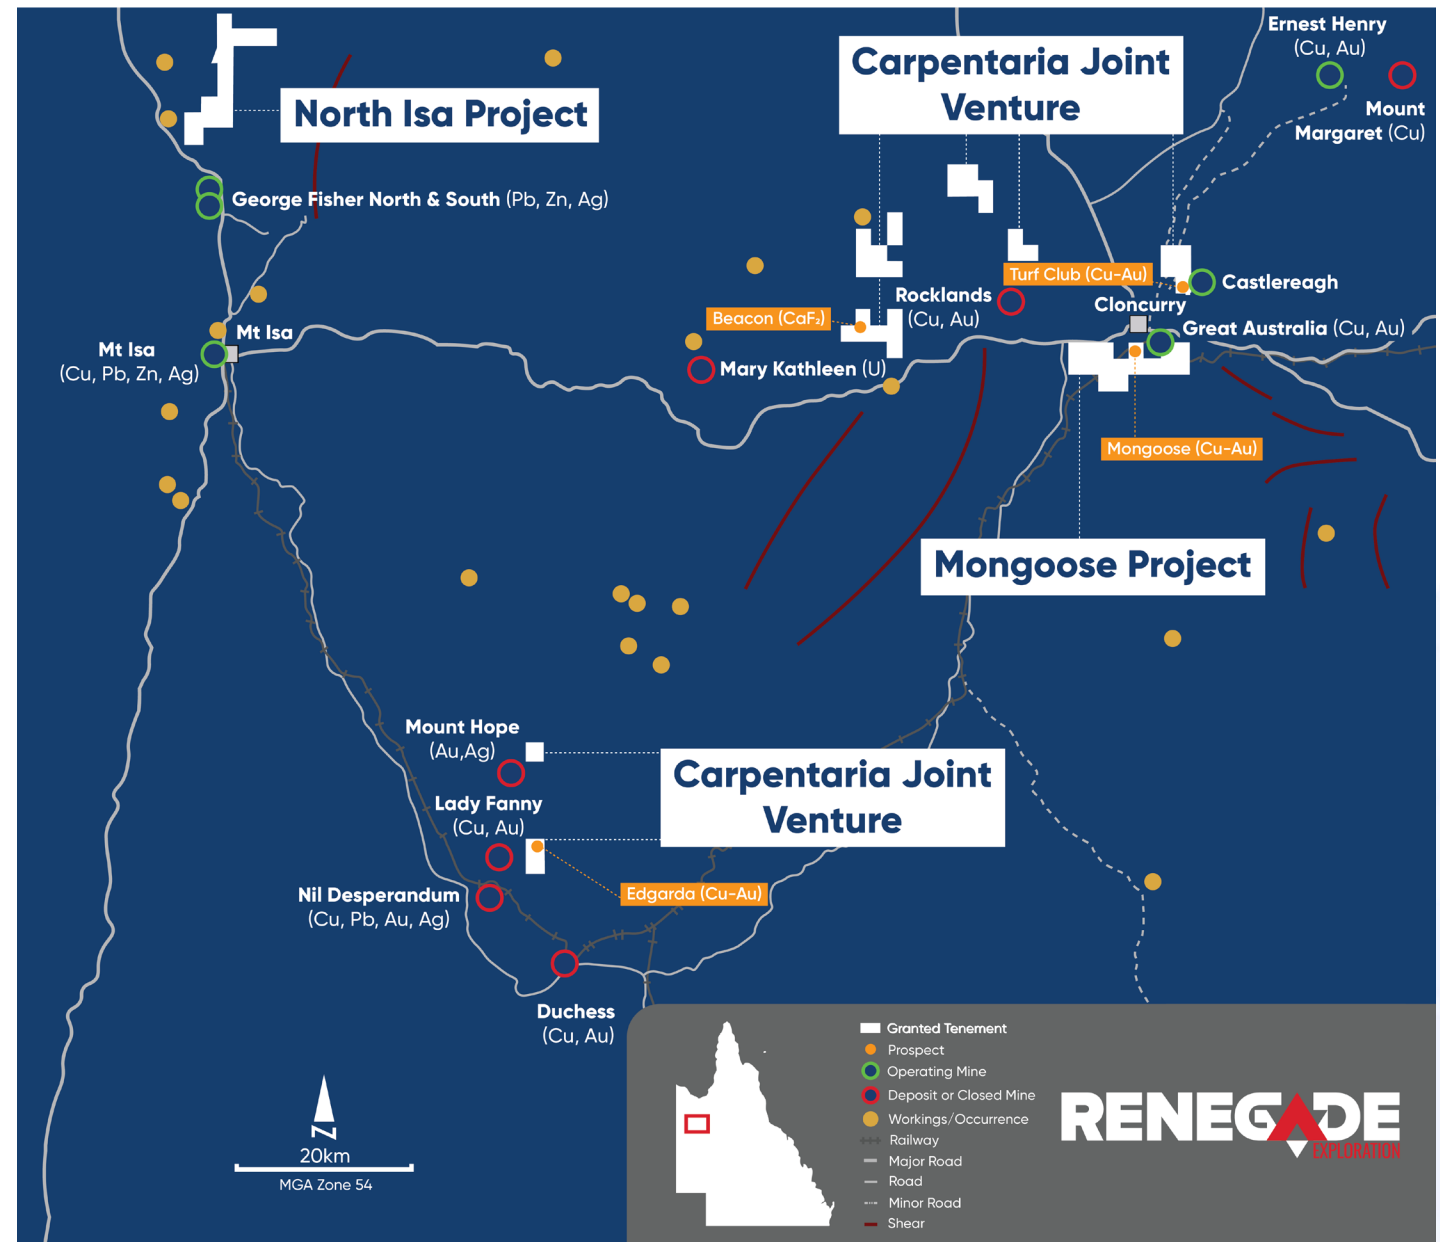 Ernest Henry
(Cu, Au)
Mount
Margaret (Cu)
Carpentaria Joint
Venture
North Isa Project
George Fisher North & South (Pb, Zn, Ag)
Turf Club (Cu-Au)
Castlereagh
Rocklands
(Cu, Au)
Cloncurry
Beacon (CaF₂)
Great Australia (Cu, Au)
Mt Isa
Mt Isa
(Cu, Pb, Zn, Ag)
Mary Kathleen (U)
Mongoose (Cu-Au)
Mongoose Project
Mount Hope
(Au,Ag)
Carpentaria Joint
Venture
Lady Fanny
(Cu, Au)
Nil Desperandum
(Cu, Pb, Au, Ag)
Edgarda (Cu-Au)
Duchess
(Cu, Au)
Z
20km
MGA Zone 54
Granted Tenement
Prospect
Operating Mine
Deposit or Closed Mine
Workings/Occurrence
Railway
Major Road
Road
Minor Road
Shear
RENEGADE
EXPLORATION